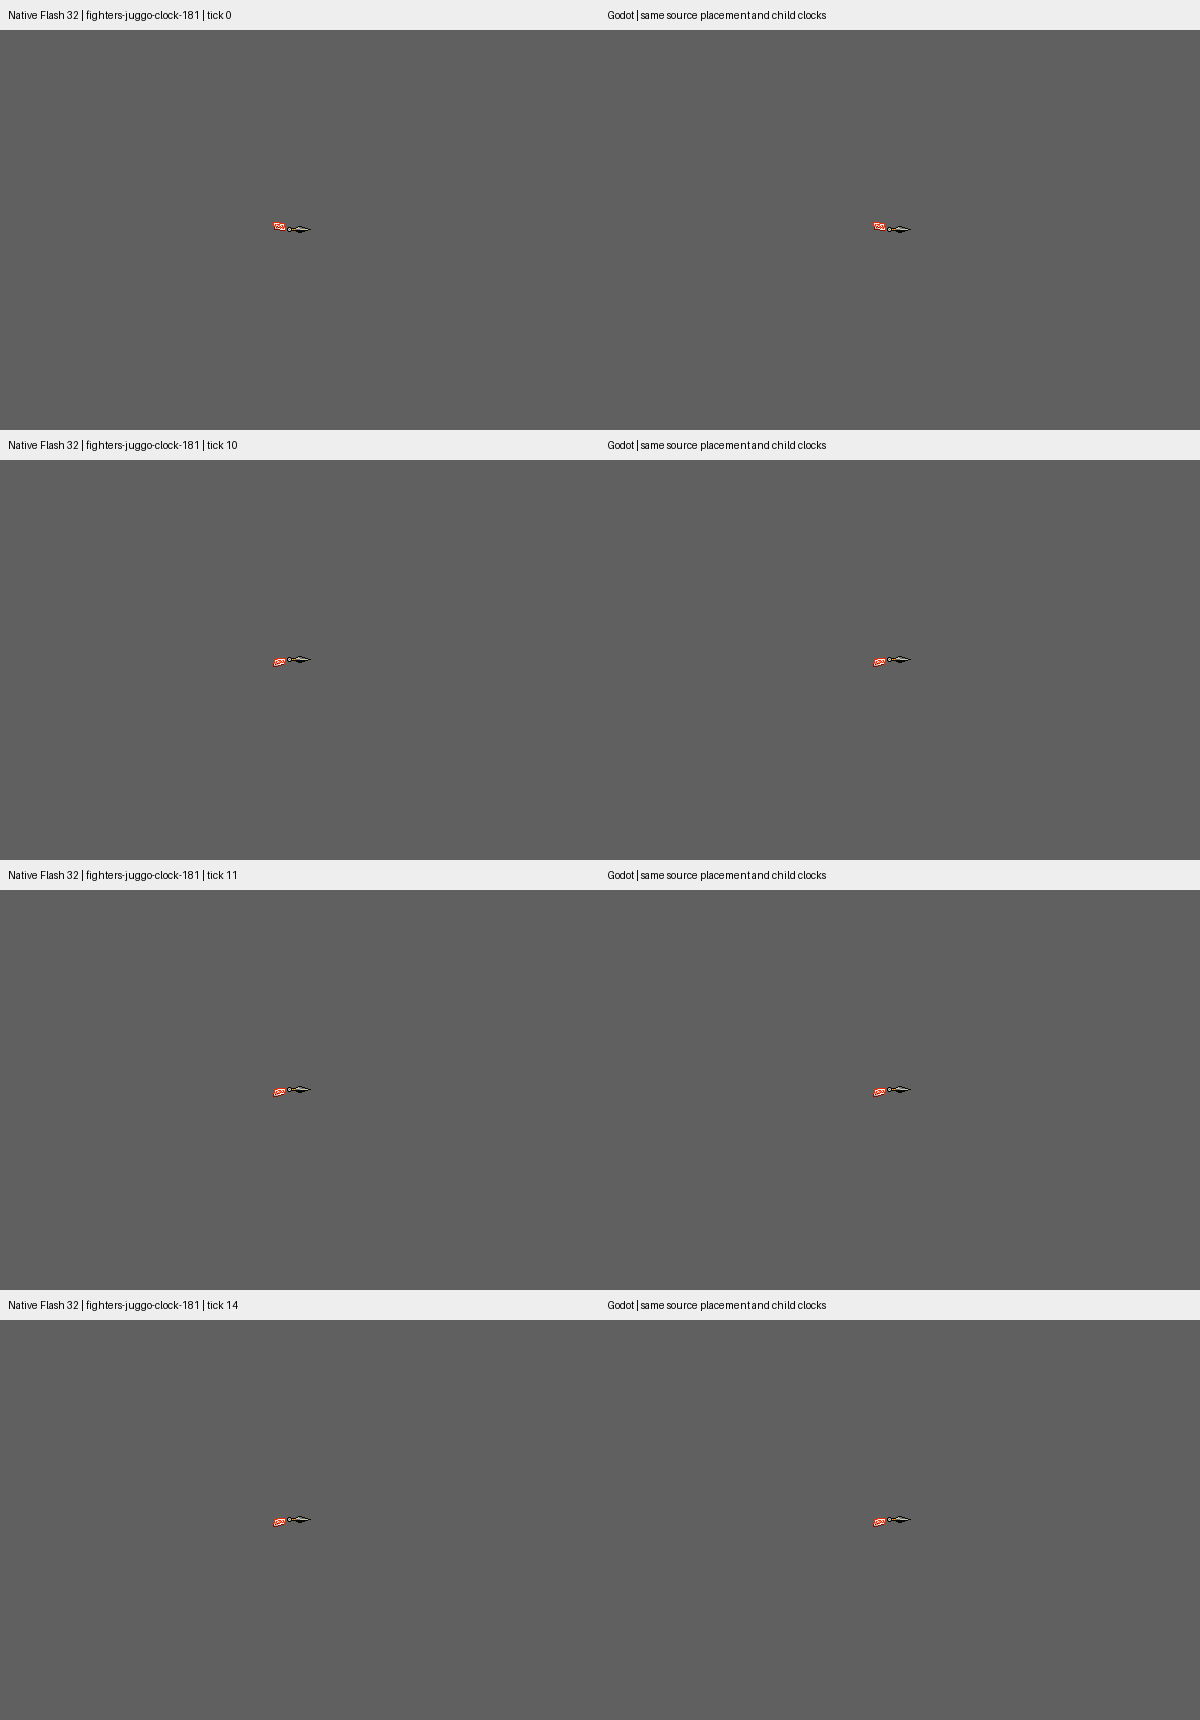 Native Flash 32 | fighters-juggo-clock-181 | tick 0
Godot | same source placement and child clocks
Native Flash 32 | fighters-juggo-clock-181 | tick 10
Godot | same source placement and child clocks
Native Flash 32 | fighters-juggo-clock-181 | tick 11
Godot | same source placement and child clocks
Native Flash 32 | fighters-juggo-clock-181 | tick 14
Godot | same source placement and child clocks